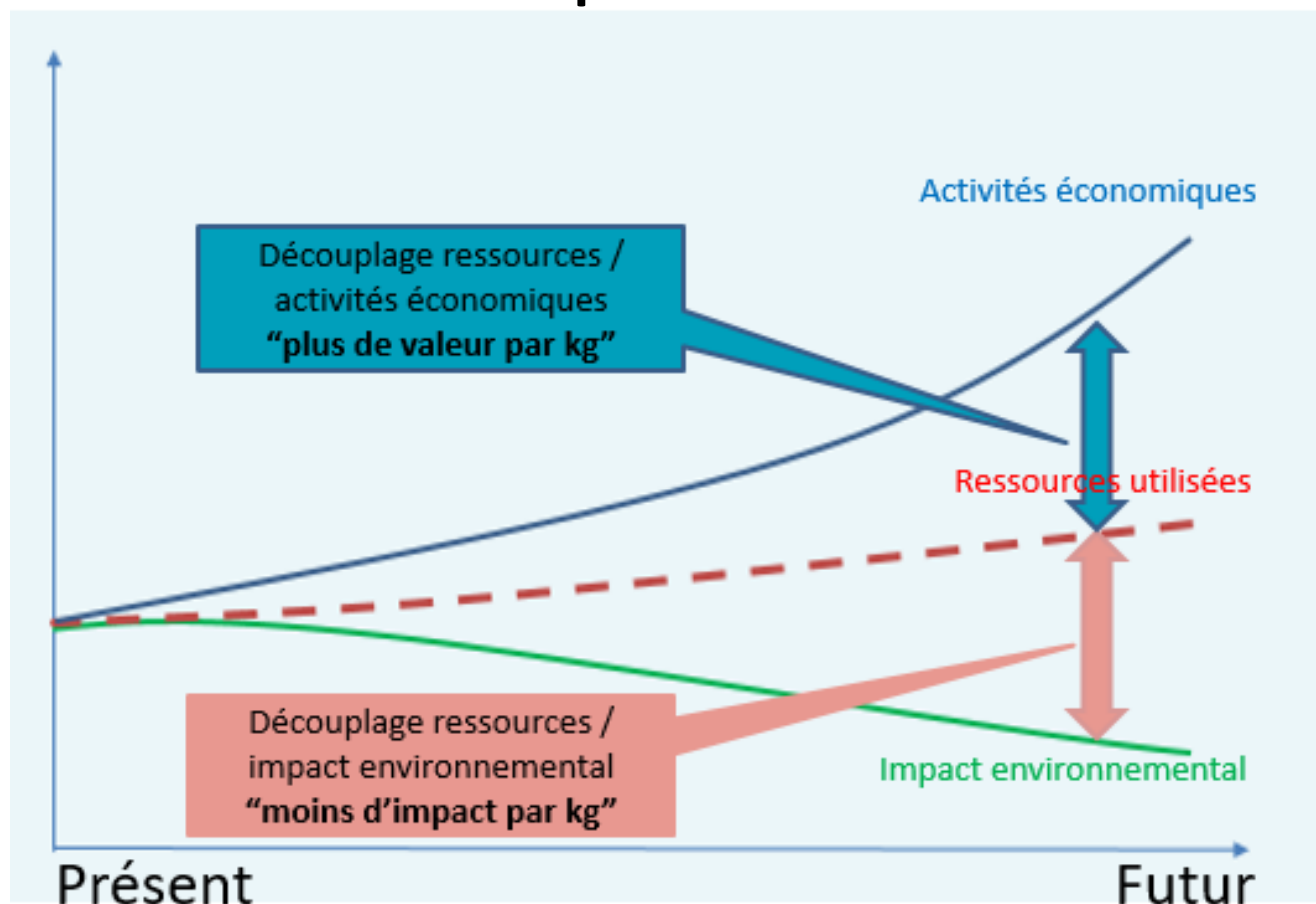 Activités économiques
Découplage ressources /
activités économiques
“plus de valeur par kg”
Ressources utilisées
Découplage ressources /
impact environnemental
“moins d’impact par kg”
Impact environnemental
Présent
Futur